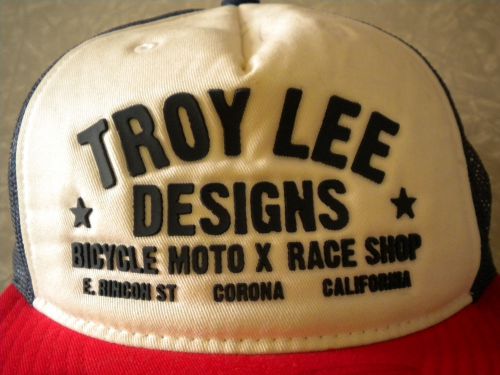 TROY LEE
DESIGNS
BICYCLE MOTO X RACE SHOP
E. RINCON ST CORONA CALIFORNIA